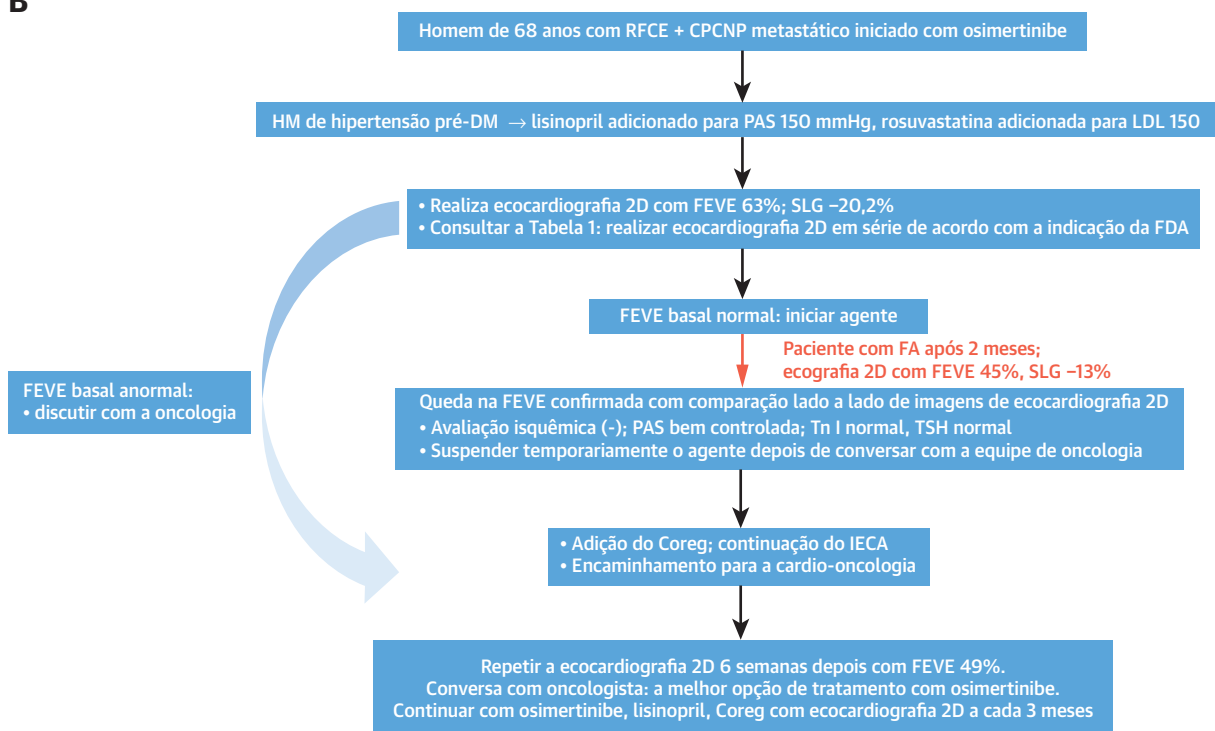 B
Homem de 68 anos com RFCE + CPCNP metastático iniciado com osimertinibe
HM de hipertensão pré-DM → lisinopril adicionado para PAS 150 mmHg, rosuvastatina adicionada para LDL 150
• Realiza ecocardiografia 2D com FEVE 63%; SLG −20,2%
• Consultar a Tabela 1: realizar ecocardiografia 2D em série de acordo com a indicação da FDA
FEVE basal normal: iniciar agente
Paciente com FA após 2 meses;
ecografia 2D com FEVE 45%, SLG −13%
FEVE basal anormal:
• discutir com a oncologia
Queda na FEVE confirmada com comparação lado a lado de imagens de ecocardiografia 2D
• Avaliação isquêmica (-); PAS bem controlada; Tn I normal, TSH normal
• Suspender temporariamente o agente depois de conversar com a equipe de oncologia
• Adição do Coreg; continuação do IECA
• Encaminhamento para a cardio-oncologia
Repetir a ecocardiografia 2D 6 semanas depois com FEVE 49%.
Conversa com oncologista: a melhor opção de tratamento com osimertinibe.
Continuar com osimertinibe, lisinopril, Coreg com ecocardiografia 2D a cada 3 meses